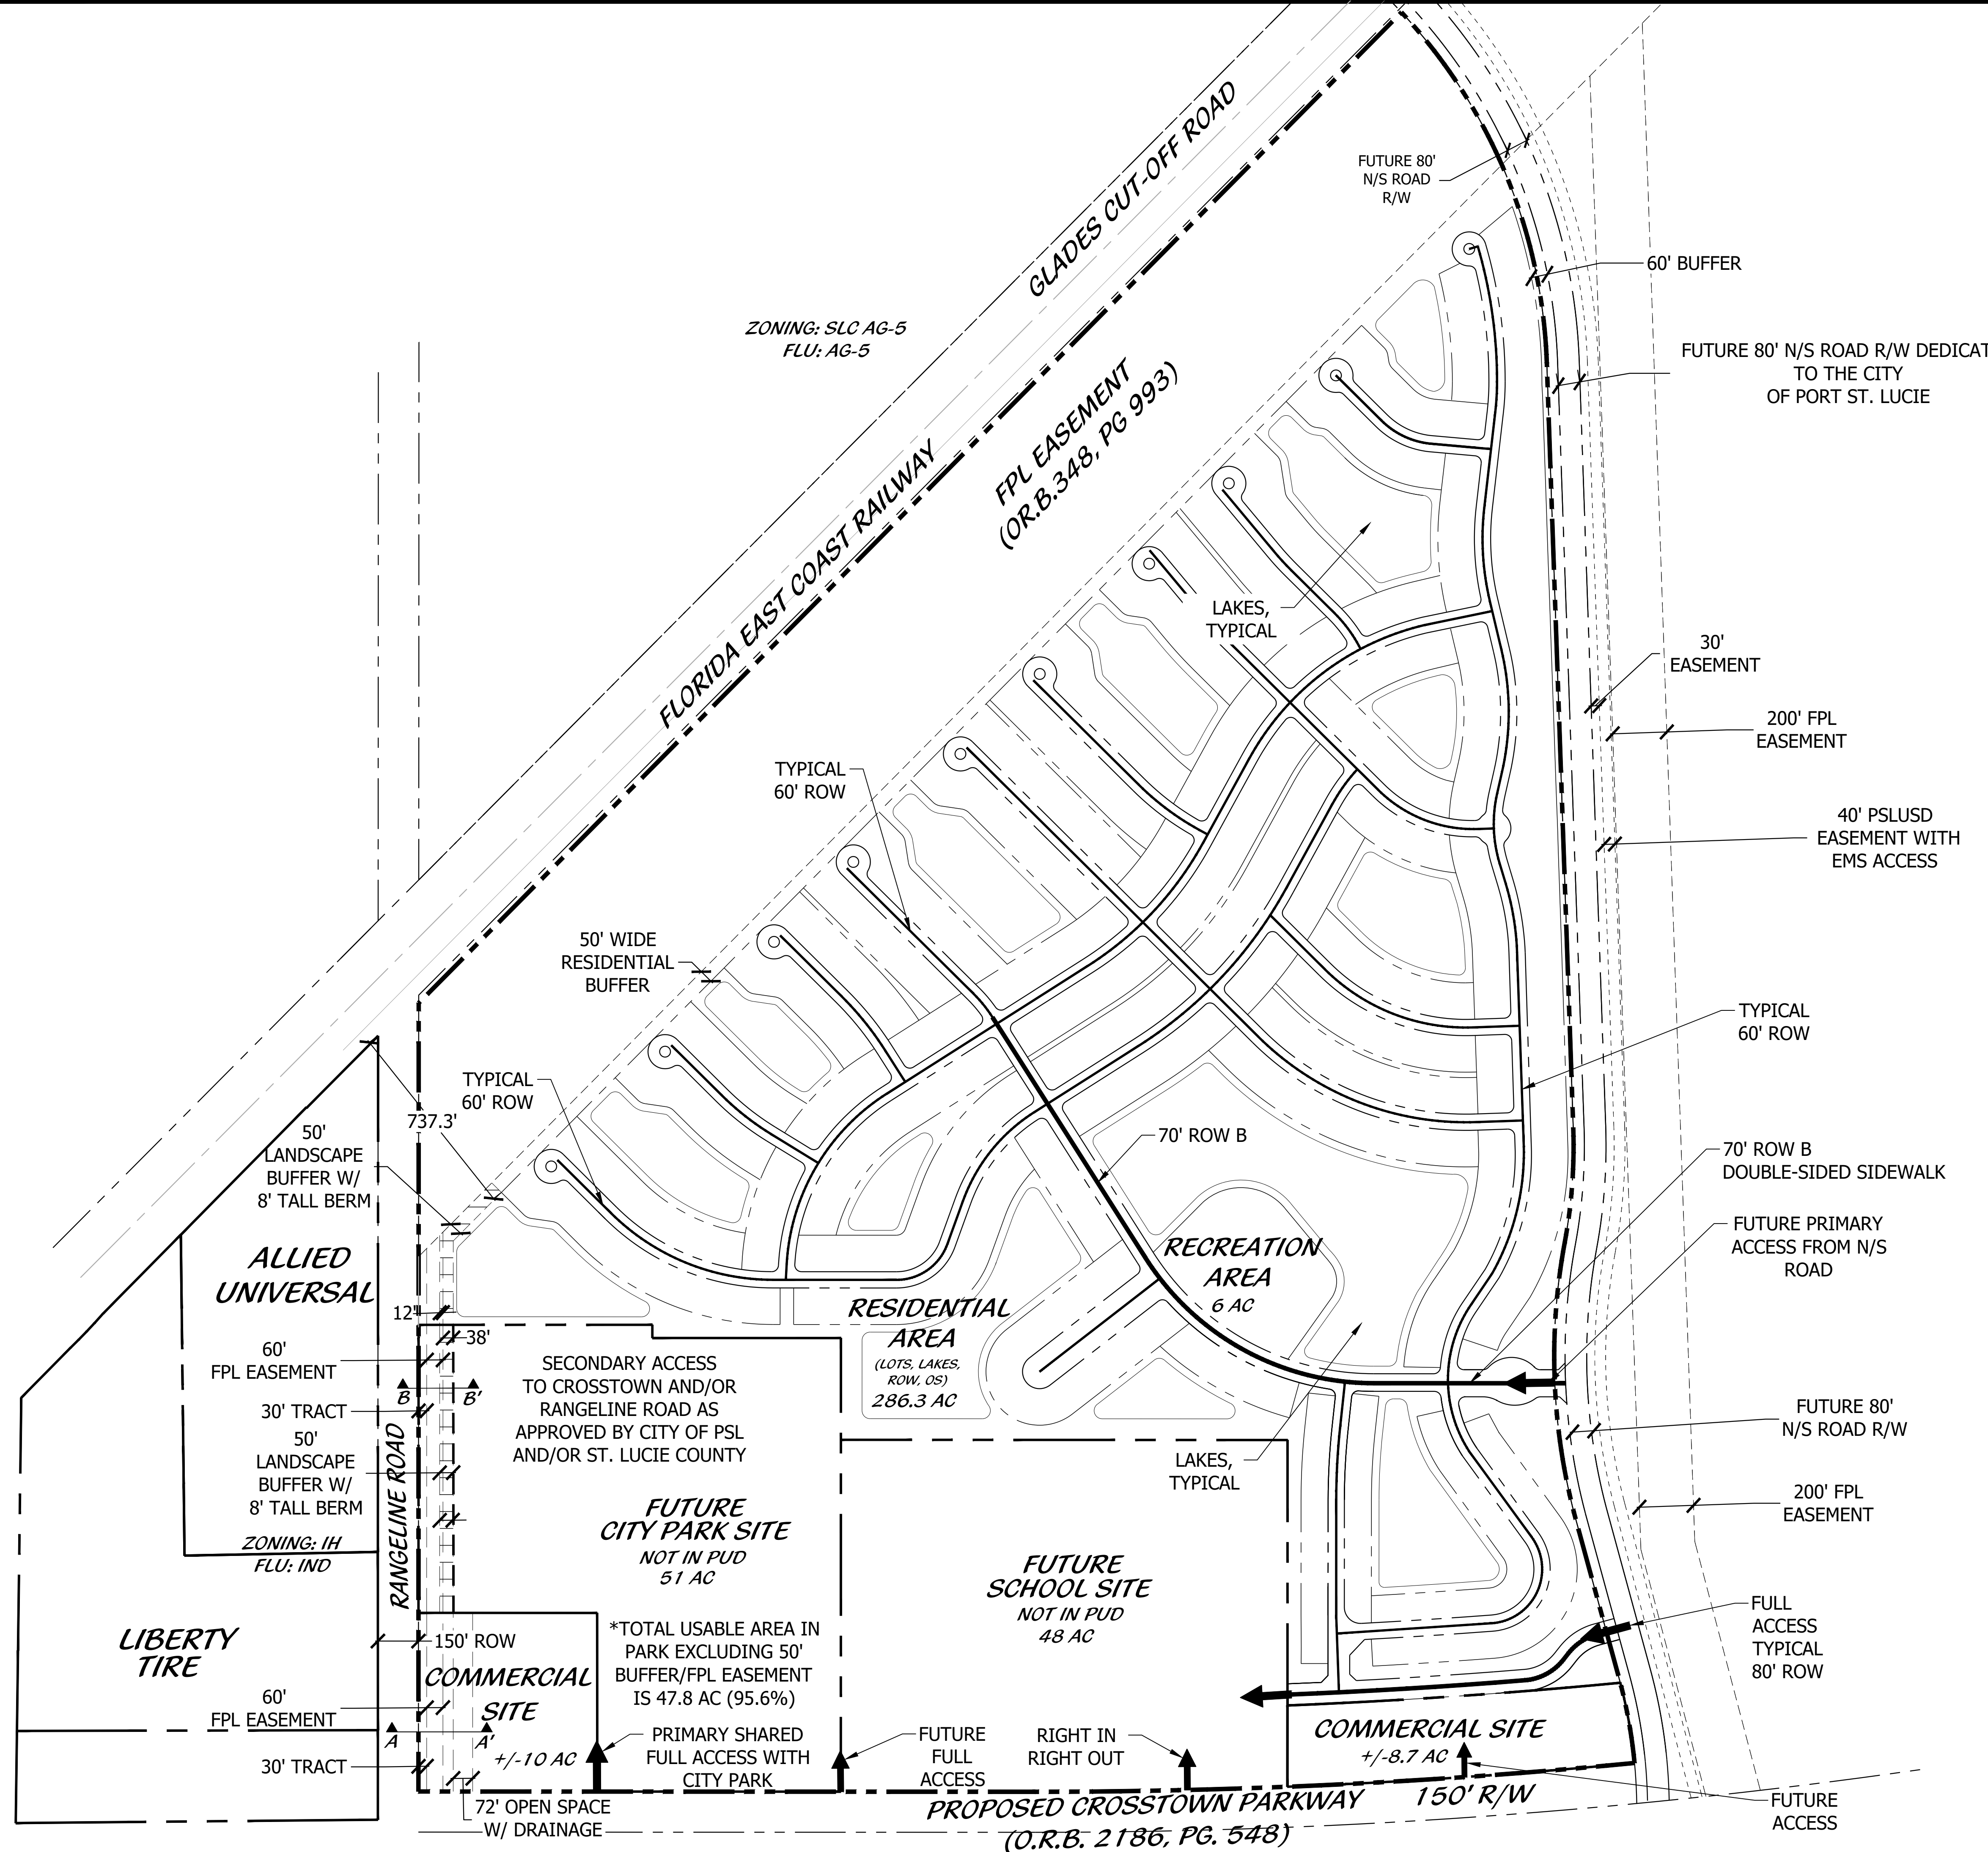 GLADES CUT-OFF ROAD
FUTURE 80'
N/S ROAD
R/W
60' BUFFER
ZONING: SLC AG-5
FLU: AG-5
FUTURE 80' N/S ROAD R/W DEDICAT
TO THE CITY
OF PORT ST. LUCIE
FPL EASEMENT
(OR.B.348, PG 993)
FLORIDA EAST COAST RAILWAY
LAKES,
TYPICAL
30'
EASEMENT
200' FPL
EASEMENT
TYPICAL
60' ROW
40' PSLUSD
EASEMENT WITH
EMS ACCESS
50' WIDE
RESIDENTIAL
BUFFER
TYPICAL
60' ROW
TYPICAL
60' ROW
737.3'
50'
LANDSCAPE
BUFFER W/
8' TALL BERM
70' ROW B
70' ROW B
DOUBLE-SIDED SIDEWALK
FUTURE PRIMARY
ACCESS FROM N/S
ROAD
ALLIED
UNIVERSAL
RECREATION
AREA
6 AC
12'
38'
RESIDENTIAL
AREA
(LOTS, LAKES,
ROW, OS)
286.3 AC
60'
FPL EASEMENT
B
B'
30' TRACT
SECONDARY ACCESS
TO CROSSTOWN AND/OR
RANGELINE ROAD AS
APPROVED BY CITY OF PSL
AND/OR ST. LUCIE COUNTY
50'
LANDSCAPE
BUFFER W/
8' TALL BERM
RANGELINE ROAD
LAKES,
TYPICAL
FUTURE 80'
N/S ROAD R/W
200' FPL
EASEMENT
ZONING: IH
FLU: IND
FUTURE
CITY PARK SITE
NOT IN PUD
51 AC
FUTURE
SCHOOL SITE
NOT IN PUD
48 AC
FULL
ACCESS
TYPICAL
80' ROW
LIBERTY
TIRE
150' ROW
*TOTAL USABLE AREA IN
PARK EXCLUDING 50'
BUFFER/FPL EASEMENT
IS 47.8 AC (95.6%)
COMMERCIAL
SITE
+/-10 AC
60'
FPL EASEMENT
A
A'
30' TRACT
PRIMARY SHARED
FULL ACCESS WITH
CITY PARK
FUTURE
FULL
ACCESS
RIGHT IN
RIGHT OUT
COMMERCIAL SITE
+/-8.7 AC
72' OPEN SPACE
W/ DRAINAGE
PROPOSED CROSSTOWN PARKWAY 150' R/W
(O.R.B. 2186, PG. 548)
FUTURE
ACCESS